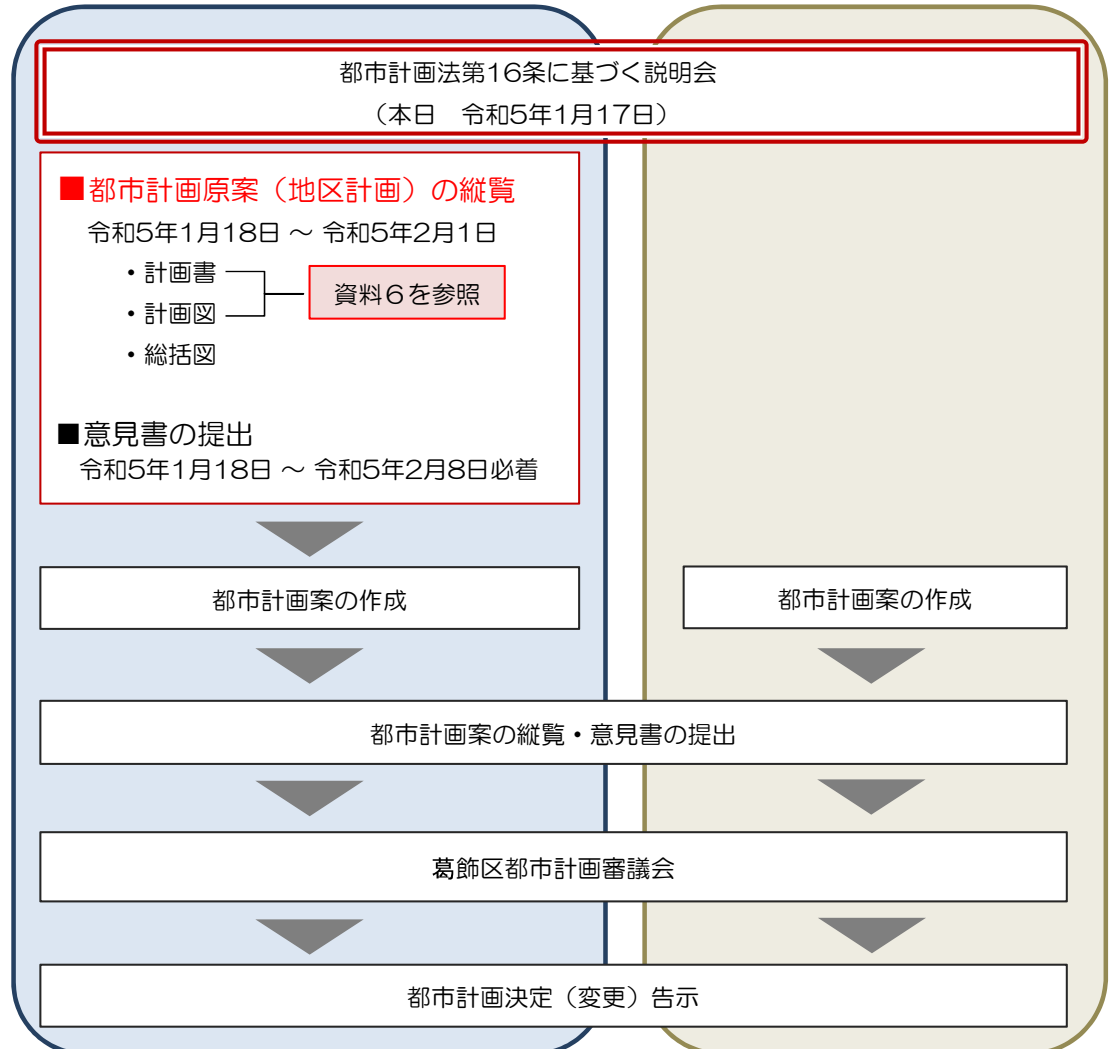 都市計画法第16条に基づく説明会
（本日　令和5年1月17日）
■都市計画原案（地区計画）の縦覧
令和5年1月18日 ～ 令和5年2月1日
・計画書
・計画図
資料6を参照
・総括図
■意見書の提出
令和5年1月18日 ～ 令和5年2月8日必着
都市計画案の作成
都市計画案の作成
都市計画案の縦覧・意見書の提出
葛飾区都市計画審議会
都市計画決定（変更）告示